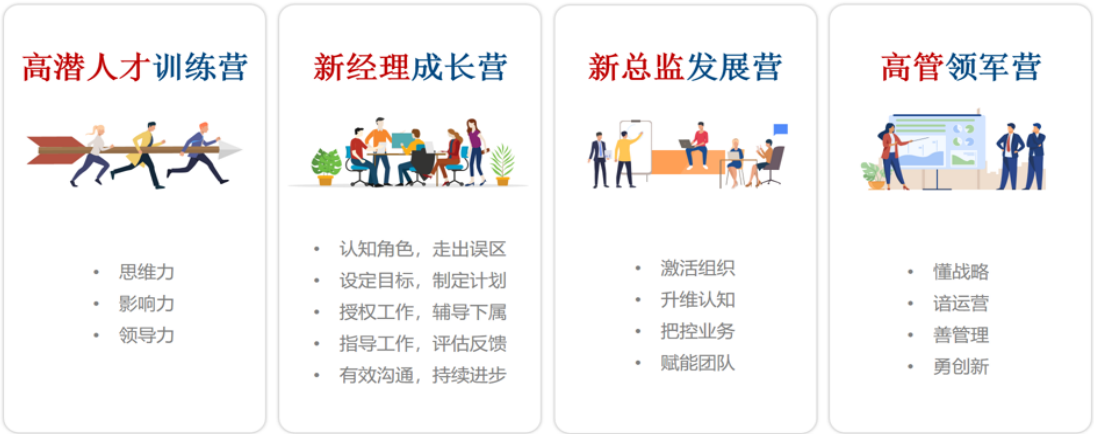 高潜人才训练营
• 思维力
• 影响力
• 领导力
新经理成长营
• 认知角色，走出误区
• 设定目标，制定计划
• 授权工作，辅导下属
• 指导工作，评估反馈
• 有效沟通，持续进步
新总监发展营
• 激活组织
• 升维认知
• 把控业务
• 赋能团队
高管领军营
• 懂战略
• 谙运营
• 善管理
• 勇创新